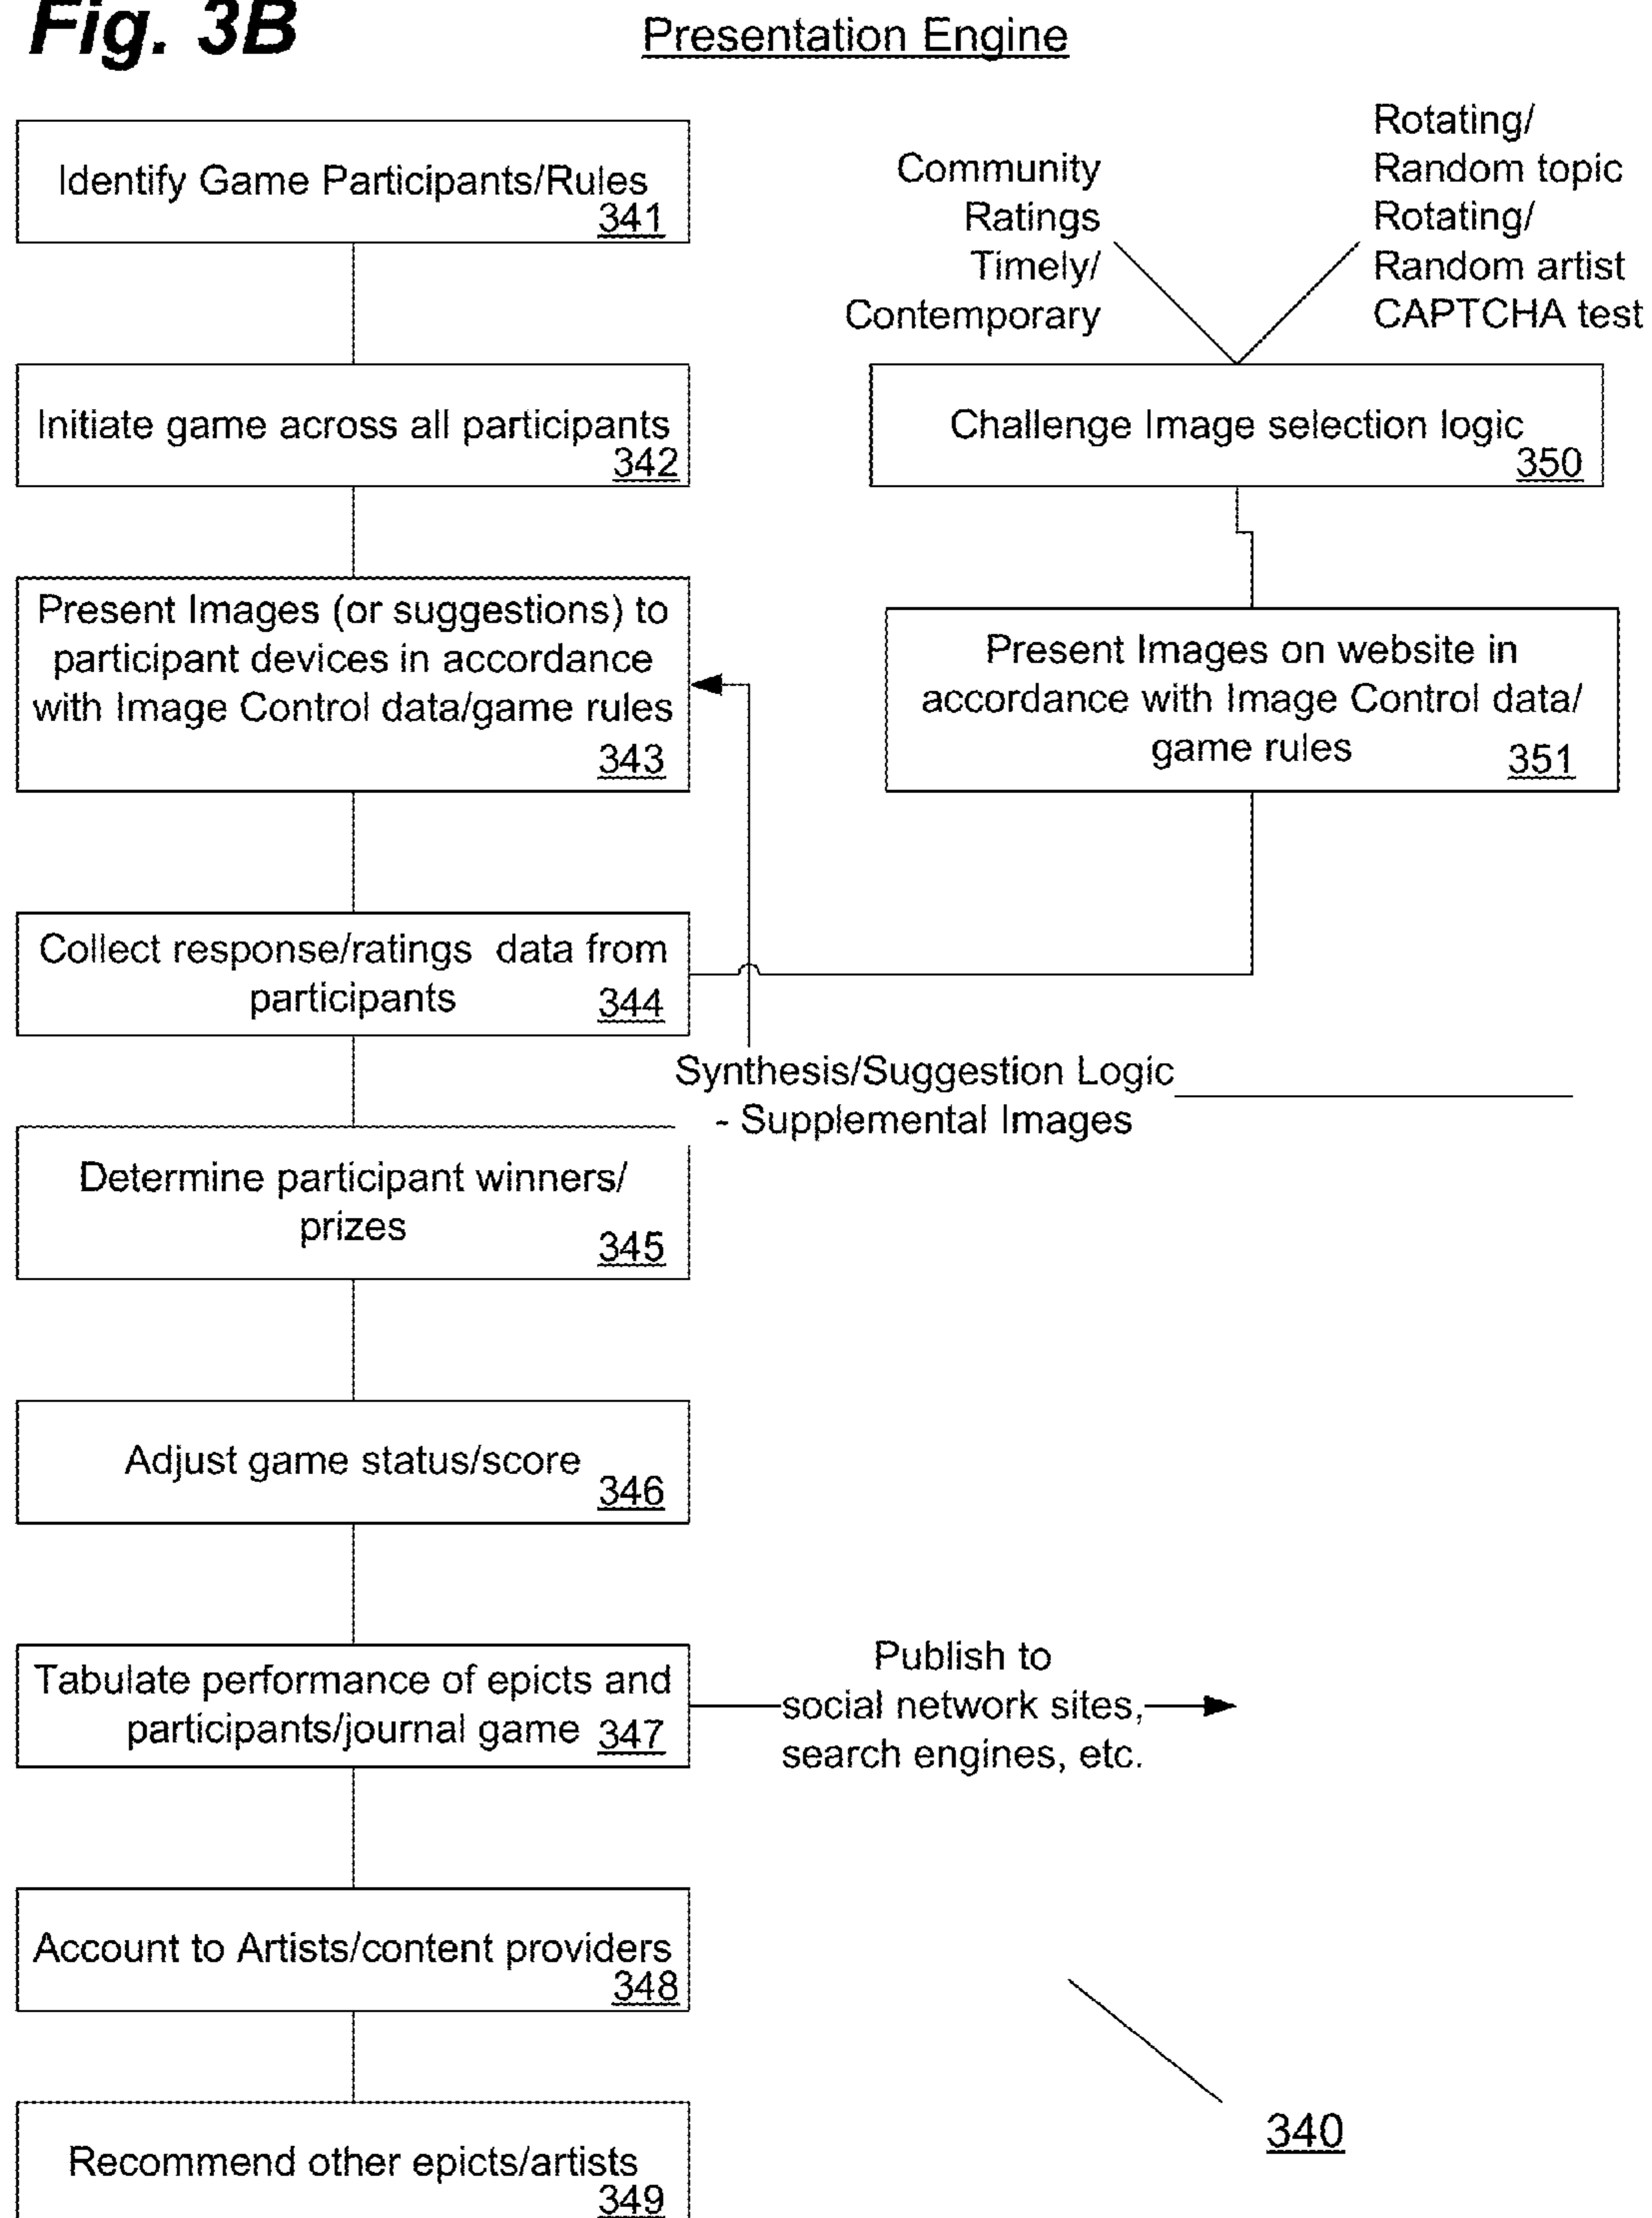 Fig. 3B
Presentation Engine
Identify Game Participants/Rules
341
Initiate game across all participants
342
Present Images (or suggestions) to
participant devices in accordance
with Image Control data/game rules
343
Collect response/ratings data from
participants 344
Determine participant winners/
prizes
345
Adjust game status/score
346
Tabulate performance of epicts and
participants/journal game 347
Account to Artists/content providers
348
Recommend other epicts/artists
349
Community
Ratings
Timely/
Contemporary
Rotating/
Random topic
Rotating/
Random artist
CAPTCHA test
Challenge Image selection logic
350
Present Images on website in
accordance with Image Control data/
game rules 351
Synthesis/Suggestion Logic
- Supplemental Images
Publish to
social network sites,
search engines, etc.
340